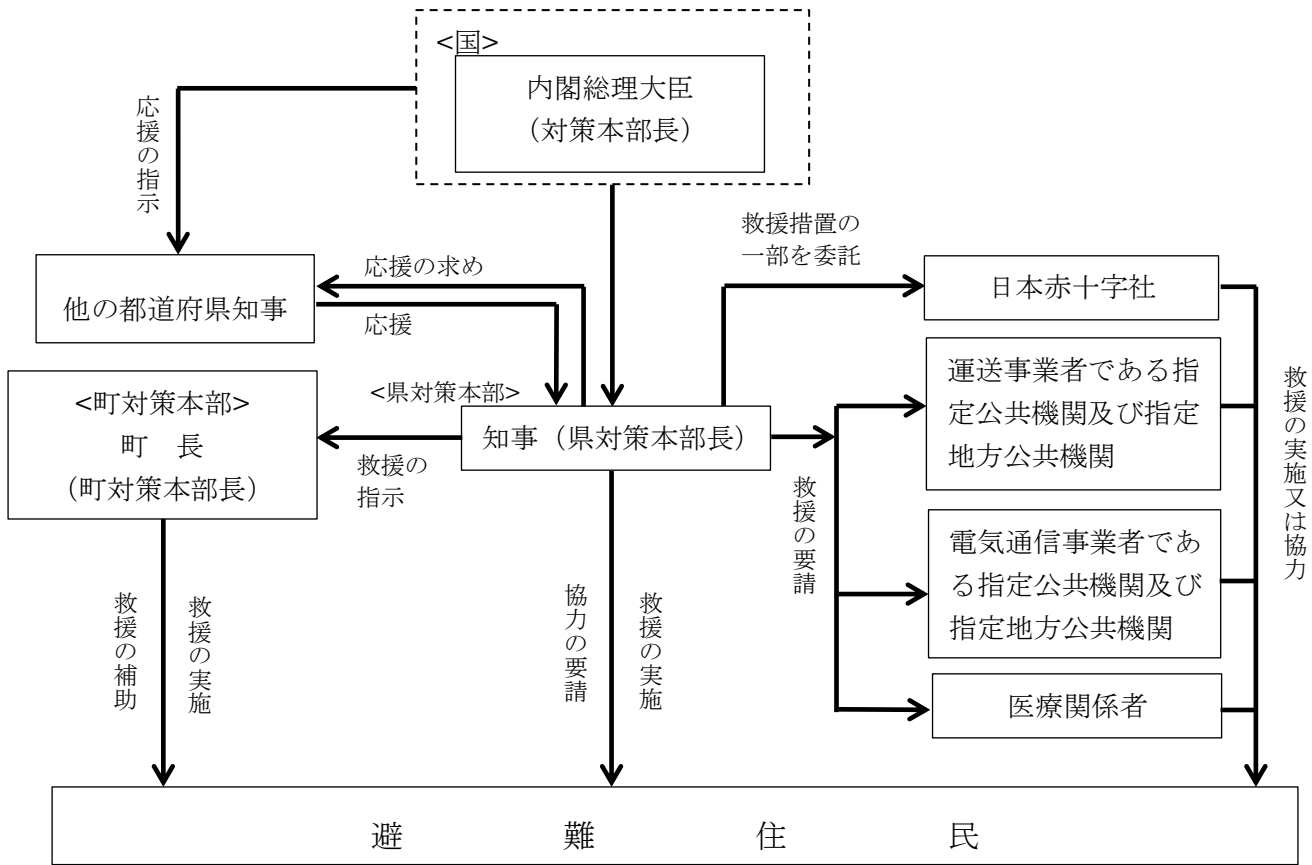 <国>
内閣総理大臣
（対策本部長）
応援の指示
救援措置の
一部を委託
他の都道府県知事
応援の求め
応援
日本赤十字社
<町対策本部>
町　長
（町対策本部長）
<県対策本部>
知事（県対策本部長）
救援の
指示
運送事業者である指
定公共機関及び指定
地方公共機関
救援の要請
電気通信事業者であ
る指定公共機関及び
指定地方公共機関
医療関係者
救援の実施又は協力
救援の補助
救援の実施
協力の要請
救援の実施
避　難　住　民